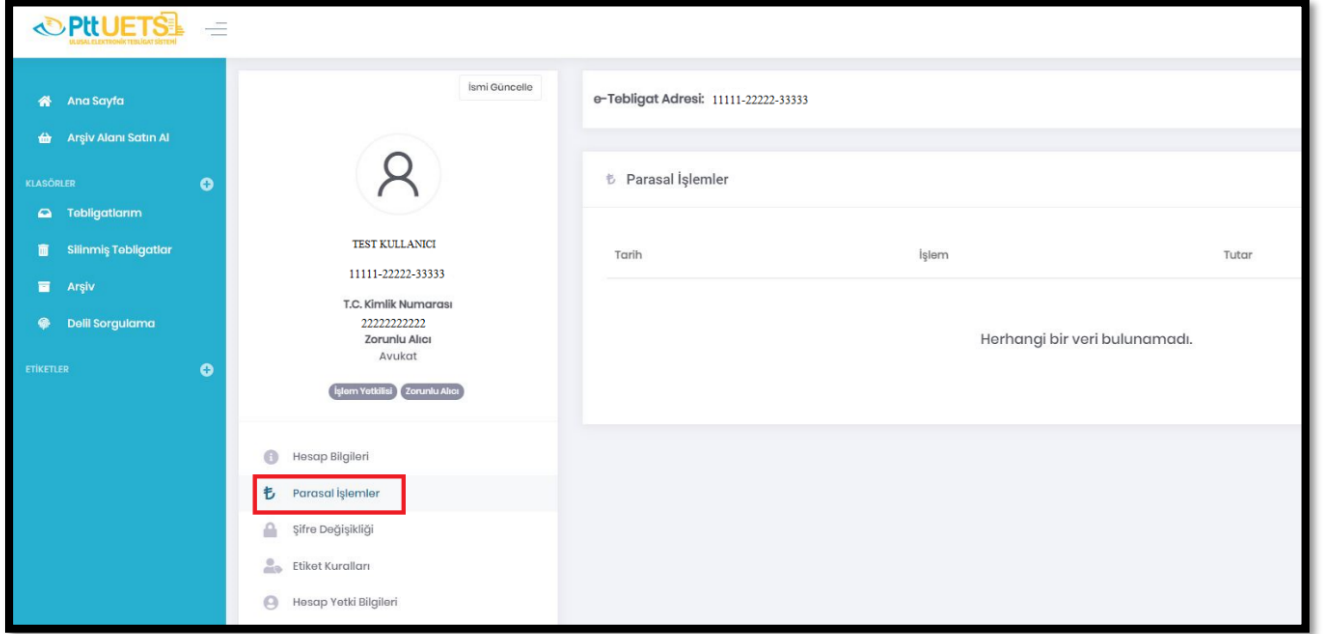 PttUETS
ULUSAL ELEKTRONİK TEBLİGAT SİSTEMİ
Ana Sayfa
Arşiv Alanı Satın Al
KLASÖRLER
Tebligatlarım
Silinmiş Tebligatlar
Arşiv
Delil Sorgulama
ETİKETLER
İsmi Güncelle
TEST KULLANICI
11111-22222-33333
T.C. Kimlik Numarası
22222222222
Zorunlu Alıcı
Avukat
İşlem Yetkilisi Zorunlu Alıcı
Hesap Bilgileri
Parasal İşlemler
Şifre Değişikliği
Etiket Kuralları
Hesap Yetki Bilgileri
e-Tebligat Adresi: 11111-22222-33333
Parasal İşlemler
Tarih İşlem Tutar
Herhangi bir veri bulunamadı.